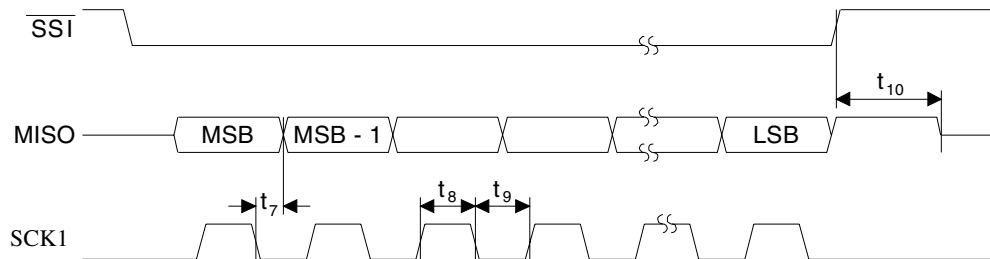 SSI
t10
MISO MSB MSB - 1 LSB
t7 t8 t9
SCK1